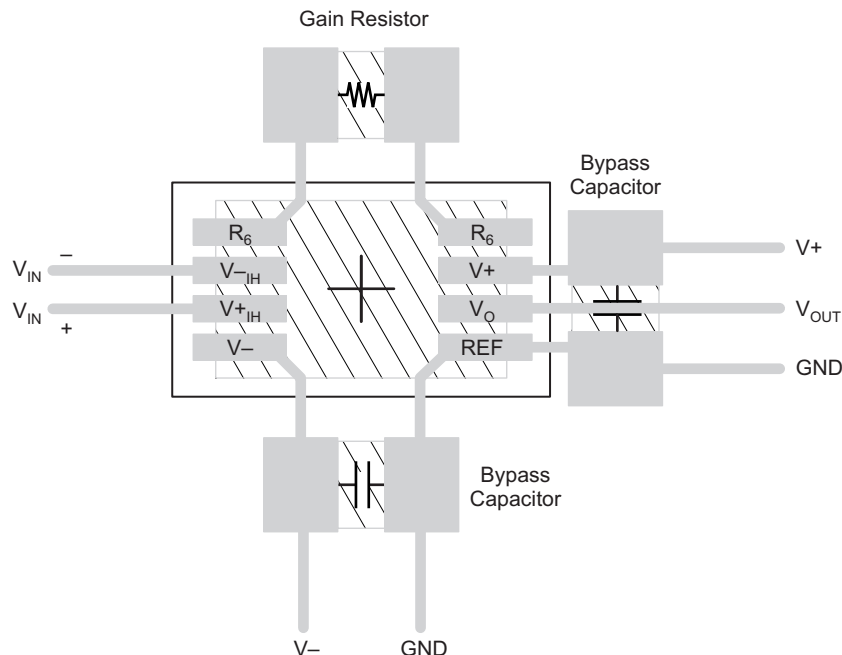 Gain Resistor
Bypass
Capacitor
R6
R6
V–IH
V+
V+IH
VO
V–
REF
VIN
–
VIN
+
V+
VOUT
GND
Bypass
Capacitor
V–
GND